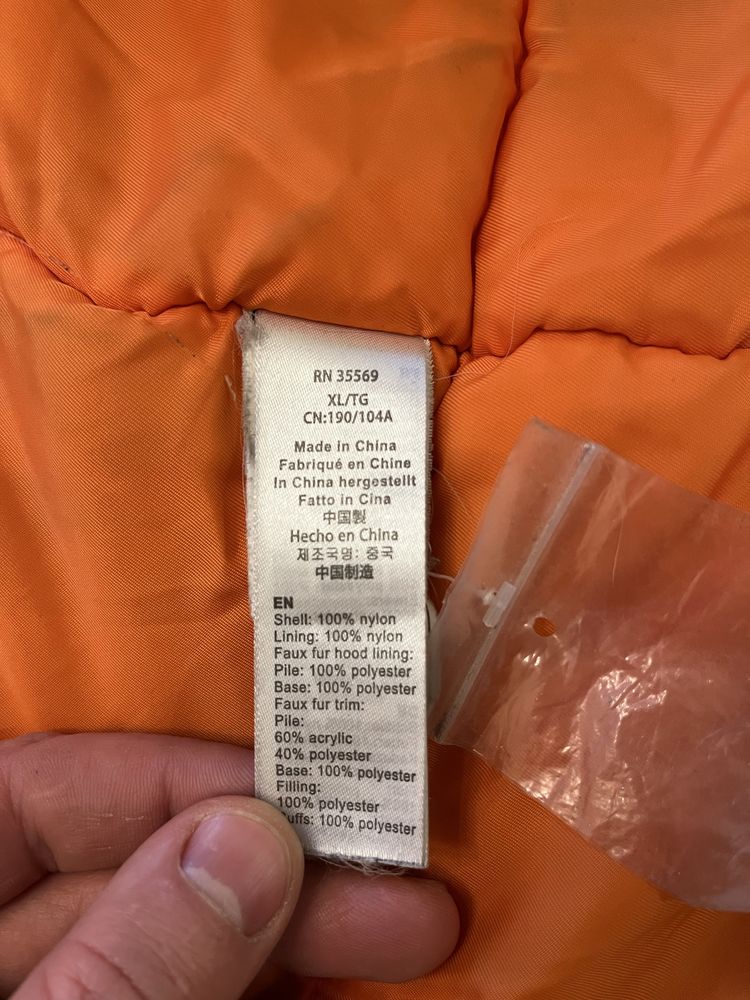 RN 35569
XL/TG
CN:190/104A
Made in China
Fabriqué en Chine
In China hergestellt
Fatto in Cina
中国製
Hecho en China
제조국명: 중국
中国制造
EN
Shell: 100% nylon
Lining: 100% nylon
Faux fur hood lining:
Pile: 100% polyester
Base: 100% polyester
Faux fur trim:
Pile:
60% acrylic
40% polyester
Base: 100% polyester
Filling:
100% polyester
Cuffs: 100% polyester